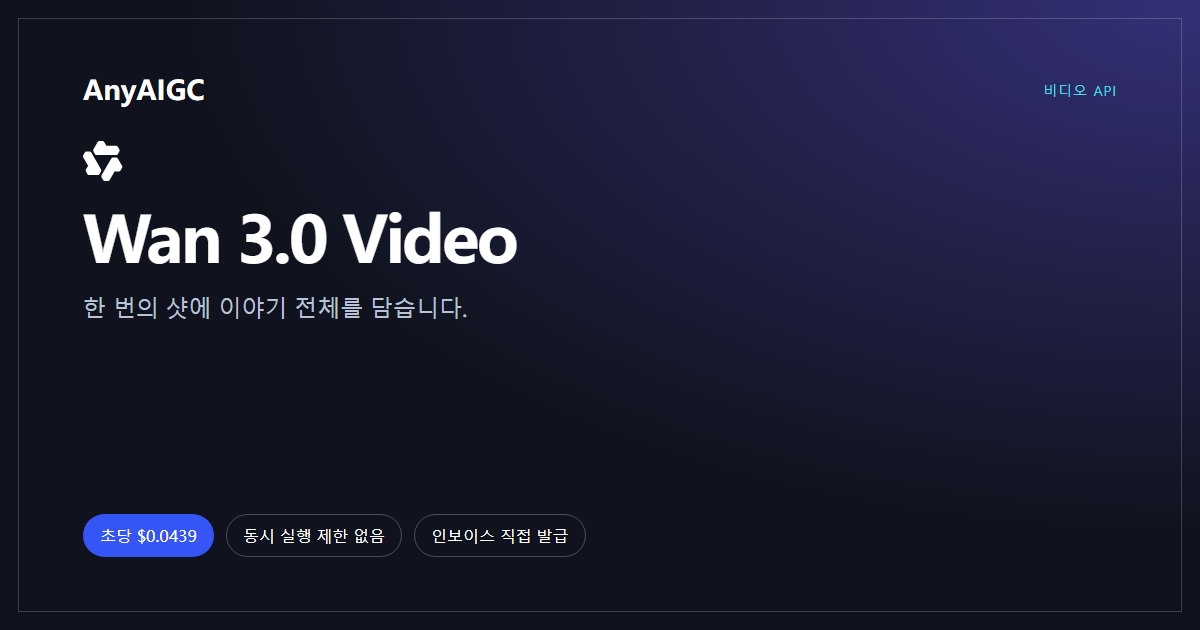 AnyAIGC
비디오 API
Wan 3.0 Video
한 번의 샷에 이야기 전체를 담습니다.
초당 $0.0439
동시 실행 제한 없음
인보이스 직접 발급